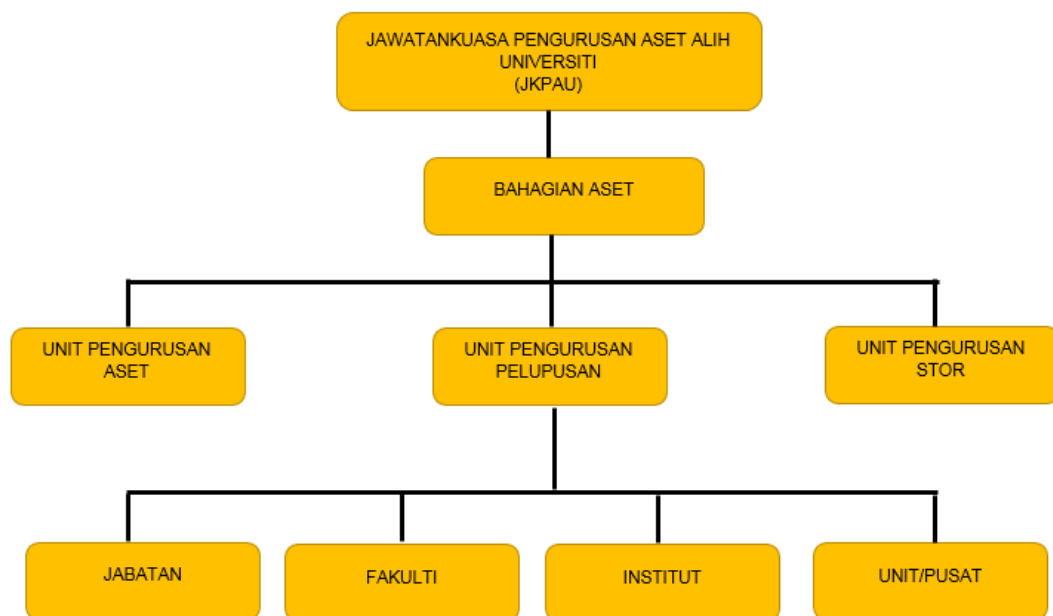 JAWATANKUASA PENGURUSAN ASET ALIH
UNIVERSITI
(JKPAU)
BAHAGIAN ASET
UNIT PENGURUSAN
ASET
UNIT PENGURUSAN
PELUPUSAN
UNIT PENGURUSAN
STOR
JABATAN
FAKULTI
INSTITUT
UNIT/PUSAT